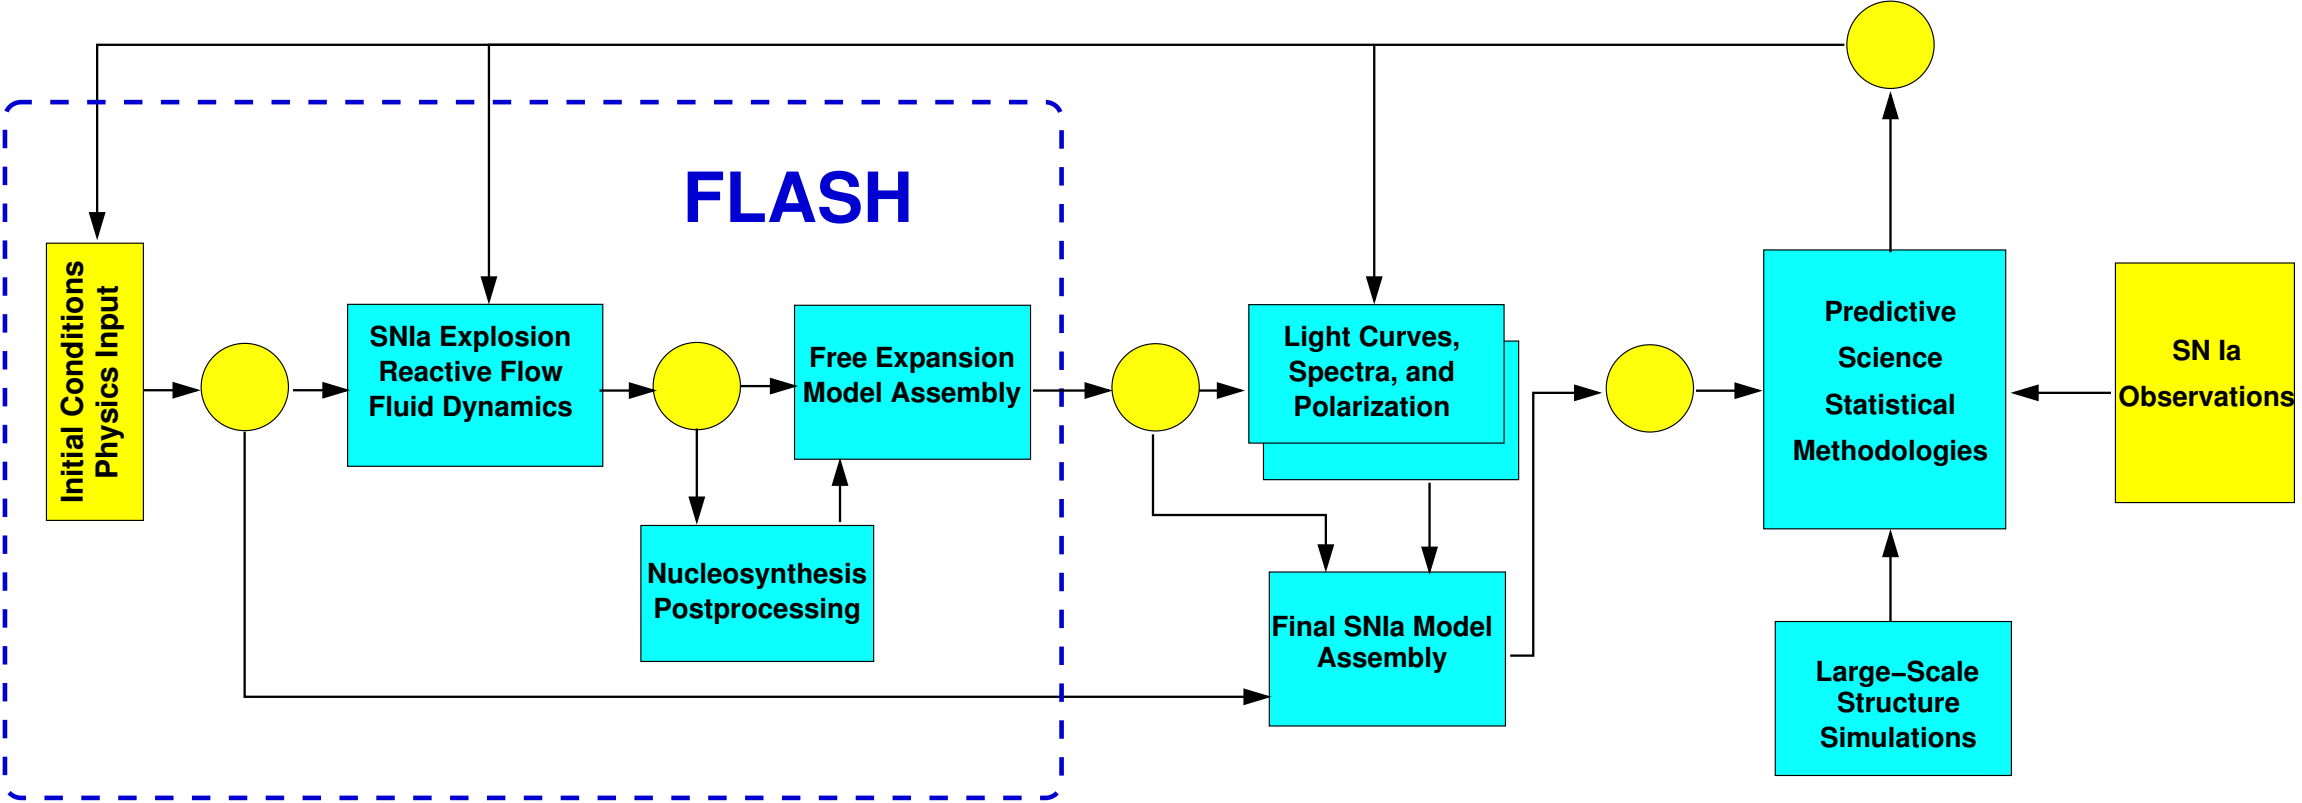 FLASH
Initial Conditions
Physics Input
SNIa Explosion
Reactive Flow
Fluid Dynamics
Free Expansion
Model Assembly
Nucleosynthesis
Postprocessing
Light Curves,
Spectra, and
Polarization
Final SNIa Model
Assembly
Predictive
Science
Statistical
Methodologies
SN Ia
Observations
Large−Scale
Structure
Simulations